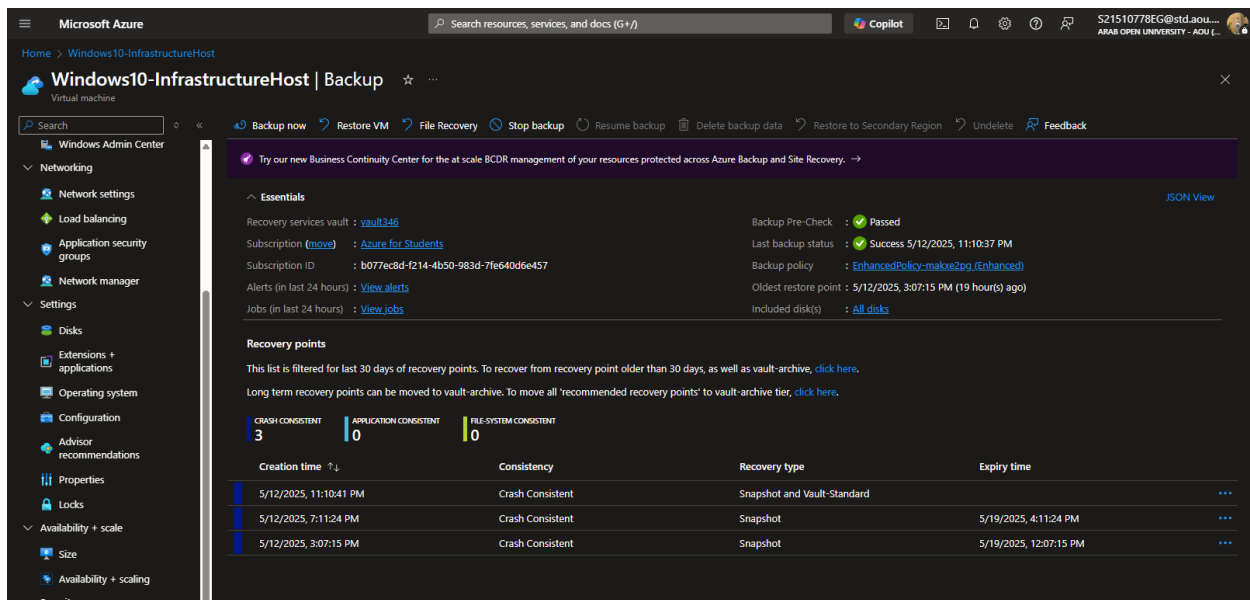 Microsoft Azure
Search resources, services, and docs (G+/)
Copilot
S21510778EG@std.aou....
ARAB OPEN UNIVERSITY - AOU (...
Home > Windows10-InfrastructureHost
Windows10-InfrastructureHost | Backup
Virtual machine
Search
Windows Admin Center
Networking
Network settings
Load balancing
Application security
groups
Network manager
Settings
Disks
Extensions +
applications
Operating system
Configuration
Advisor
recommendations
Properties
Locks
Availability + scale
Size
Availability + scaling
Backup now Restore VM File Recovery Stop backup Resume backup Delete backup data Restore to Secondary Region Undelete Feedback
Try our new Business Continuity Center for the at scale BCDR management of your resources protected across Azure Backup and Site Recovery. →
Essentials
JSON View
Recovery services vault : vault346
Subscription (move) : Azure for Students
Subscription ID : b077ec8d-f214-4b50-983d-7fe640d6e457
Alerts (in last 24 hours) : View alerts
Jobs (in last 24 hours) : View jobs
Backup Pre-Check : Passed
Last backup status : Success 5/12/2025, 11:10:37 PM
Backup policy : EnhancedPolicy-makxe2pg (Enhanced)
Oldest restore point : 5/12/2025, 3:07:15 PM (19 hour(s) ago)
Included disk(s) : All disks
Recovery points
This list is filtered for last 30 days of recovery points. To recover from recovery point older than 30 days, as well as vault-archive, click here.
Long term recovery points can be moved to vault-archive. To move all 'recommended recovery points' to vault-archive tier, click here.
CRASH CONSISTENT
3
APPLICATION CONSISTENT
0
FILE-SYSTEM CONSISTENT
0
Creation time Consistency Recovery type Expiry time
5/12/2025, 11:10:41 PM Crash Consistent Snapshot and Vault-Standard
5/12/2025, 7:11:24 PM Crash Consistent Snapshot 5/19/2025, 4:11:24 PM
5/12/2025, 3:07:15 PM Crash Consistent Snapshot 5/19/2025, 12:07:15 PM